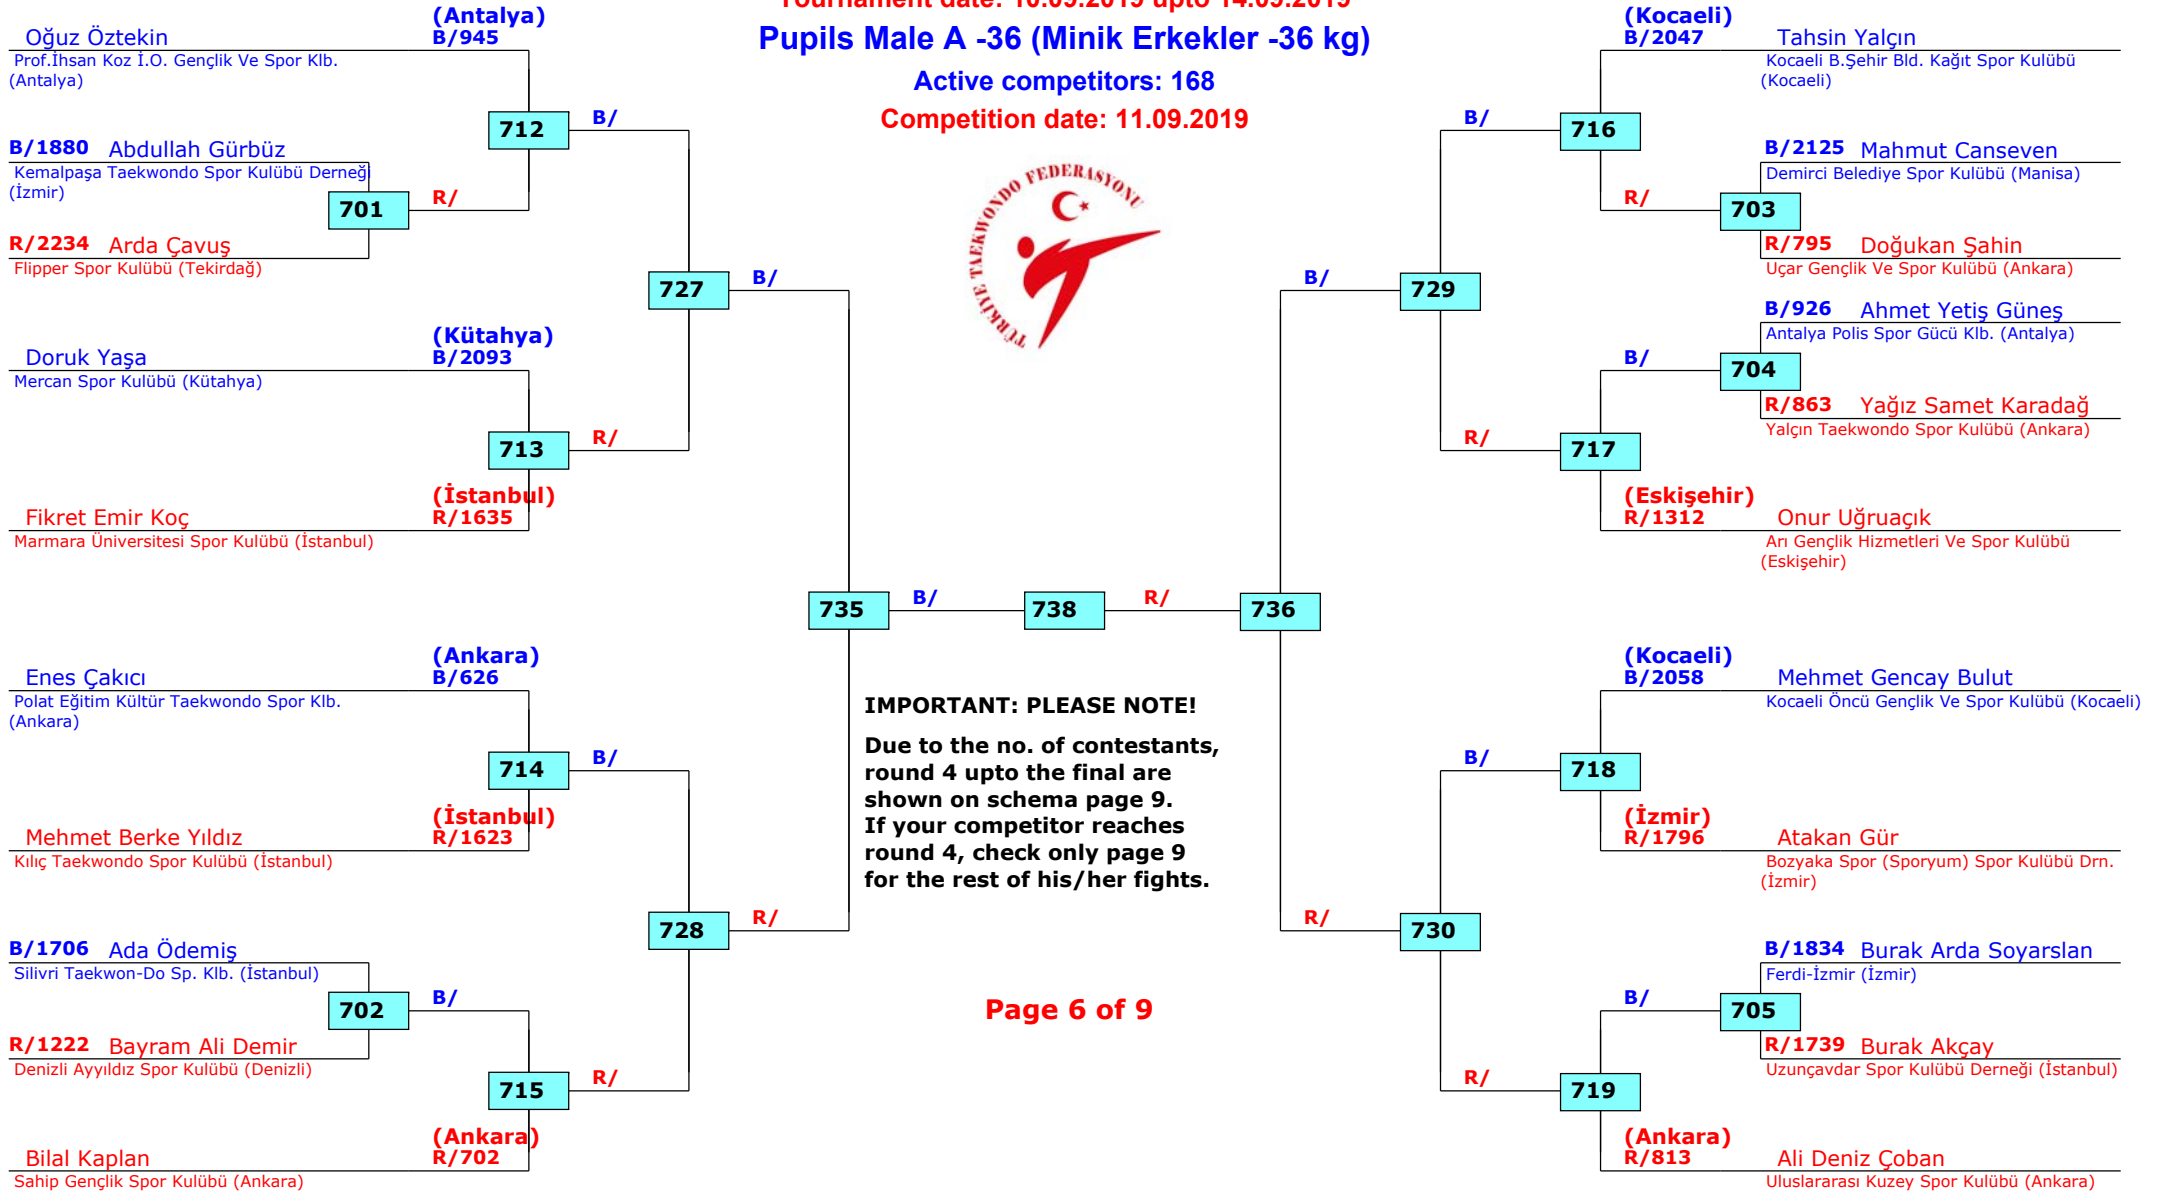 Tournament date: 10.09.2019 upto 14.09.2019
Pupils Male A -36 (Minik Erkekler -36 kg)
Active competitors: 168
Competition date: 11.09.2019
TÜRKİYE TAEKWONDO FEDERASYONU
(Antalya)
Oğuz Öztekin B/945
Prof.İhsan Koz İ.O. Gençlik Ve Spor Klb.
(Antalya)
712 B/
B/1880 Abdullah Gürbüz
Kemalpaşa Taekwondo Spor Kulübü Derneği
(İzmir)
701 R/
R/2234 Arda Çavuş
Flipper Spor Kulübü (Tekirdağ)
727 B/
(Kütahya)
Doruk Yaşa B/2093
Mercan Spor Kulübü (Kütahya)
713 R/
(İstanbul)
Fikret Emir Koç R/1635
Marmara Üniversitesi Spor Kulübü (İstanbul)
735 B/ 738 R/ 736
(Ankara)
Enes Çakıcı B/626
Polat Eğitim Kültür Taekwondo Spor Klb.
(Ankara)
714 B/
(İstanbul)
Mehmet Berke Yıldız R/1623
Kılıç Taekwondo Spor Kulübü (İstanbul)
728 R/
B/1706 Ada Ödemiş
Silivri Taekwon-Do Sp. Klb. (İstanbul)
702 B/
R/1222 Bayram Ali Demir
Denizli Ayyıldız Spor Kulübü (Denizli)
715 R/
(Ankara)
Bilal Kaplan R/702
Sahip Gençlik Spor Kulübü (Ankara)
IMPORTANT: PLEASE NOTE!
Due to the no. of contestants,
round 4 upto the final are
shown on schema page 9.
If your competitor reaches
round 4, check only page 9
for the rest of his/her fights.
Page 6 of 9
(Kocaeli)
B/2047 Tahsin Yalçın
Kocaeli B.Şehir Bld. Kağıt Spor Kulübü
(Kocaeli)
B/ 716
B/2125 Mahmut Canseven
Demirci Belediye Spor Kulübü (Manisa)
R/ 703
R/795 Doğukan Şahin
Uçar Gençlik Ve Spor Kulübü (Ankara)
B/ 729
B/926 Ahmet Yetiş Güneş
Antalya Polis Spor Gücü Klb. (Antalya)
B/ 704
R/863 Yağız Samet Karadağ
Yalçın Taekwondo Spor Kulübü (Ankara)
R/ 717
(Eskişehir)
R/1312 Onur Uğruaçık
Arı Gençlik Hizmetleri Ve Spor Kulübü
(Eskişehir)
(Kocaeli)
B/2058 Mehmet Gencay Bulut
Kocaeli Öncü Gençlik Ve Spor Kulübü (Kocaeli)
B/ 718
(İzmir)
R/1796 Atakan Gür
Bozyaka Spor (Sporyum) Spor Kulübü Drn.
(İzmir)
R/ 730
B/1834 Burak Arda Soyarslan
Ferdi-İzmir (İzmir)
B/ 705
R/1739 Burak Akçay
Uzunçavdar Spor Kulübü Derneği (İstanbul)
R/ 719
(Ankara)
R/813 Ali Deniz Çoban
Uluslararası Kuzey Spor Kulübü (Ankara)